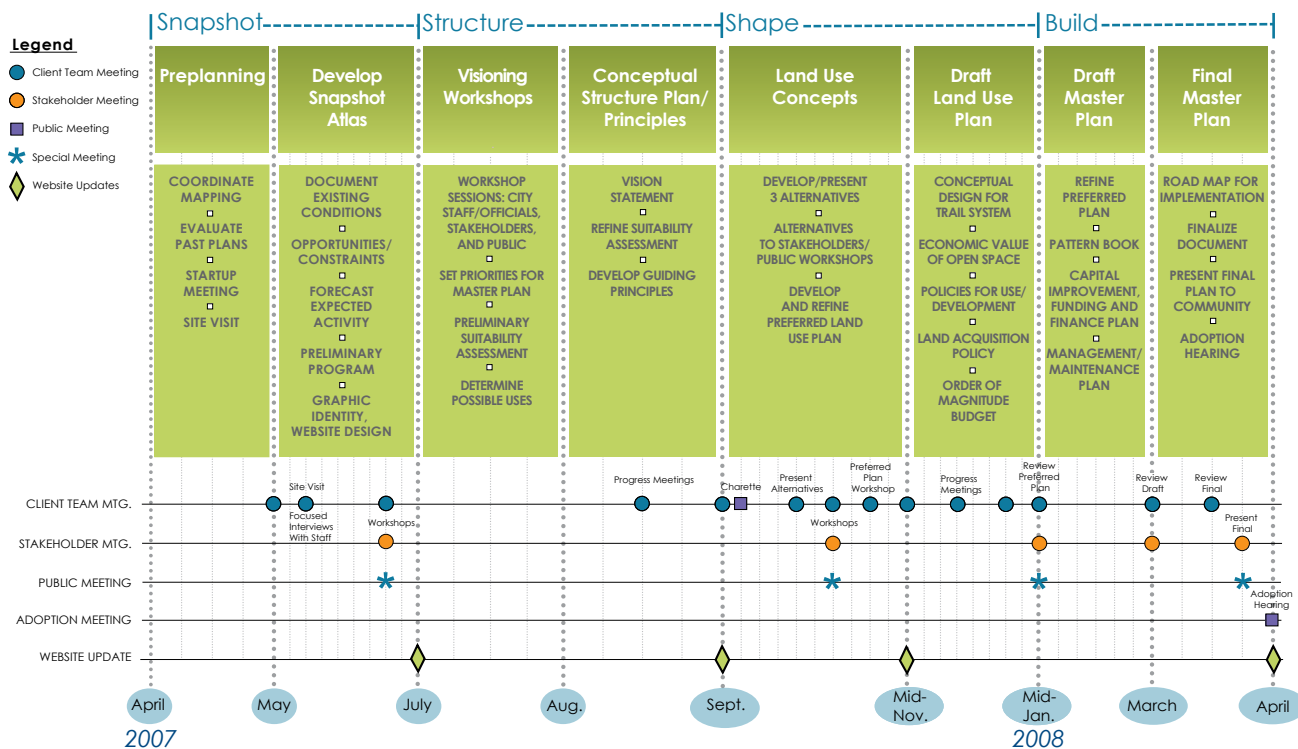 Snapshot
Structure
Shape
Build
Legend
Client Team Meeting
Stakeholder Meeting
Public Meeting
Special Meeting
Website Updates
Preplanning
Develop
Snapshot
Atlas
Visioning
Workshops
Conceptual
Structure Plan/
Principles
Land Use
Concepts
Draft
Land Use
Plan
Draft
Master
Plan
Final
Master
Plan
COORDINATE
MAPPING
EVALUATE
PAST PLANS
STARTUP
MEETING
SITE VISIT
DOCUMENT
EXISTING
CONDITIONS
OPPORTUNITIES/
CONSTRAINTS
FORECAST
EXPECTED
ACTIVITY
PRELIMINARY
PROGRAM
GRAPHIC
IDENTITY,
WEBSITE DESIGN
WORKSHOP
SESSIONS: CITY
STAFF/OFFICIALS,
STAKEHOLDERS,
AND PUBLIC
SET PRIORITIES FOR
MASTER PLAN
PRELIMINARY
SUITABILITY
ASSESSMENT
DETERMINE
POSSIBLE USES
VISION
STATEMENT
REFINE SUITABILITY
ASSESSMENT
DEVELOP GUIDING
PRINCIPLES
DEVELOP/PRESENT
3 ALTERNATIVES
ALTERNATIVES
TO STAKEHOLDERS/
PUBLIC WORKSHOPS
DEVELOP
AND REFINE
PREFERRED LAND
USE PLAN
CONCEPTUAL
DESIGN FOR
TRAIL SYSTEM
ECONOMIC VALUE
OF OPEN SPACE
POLICIES FOR USE/
DEVELOPMENT
LAND ACQUISITION
POLICY
ORDER OF
MAGNITUDE
BUDGET
REFINE
PREFERRED
PLAN
PATTERN BOOK
CAPITAL
IMPROVEMENT,
FUNDING AND
FINANCE PLAN
MANAGEMENT/
MAINTENANCE
PLAN
ROAD MAP FOR
IMPLEMENTATION
FINALIZE
DOCUMENT
PRESENT FINAL
PLAN TO
COMMUNITY
ADOPTION
HEARING
CLIENT TEAM MTG.
Site Visit
Focused
Interviews
With Staff
Progress Meetings
Charette
Present
Alternatives
Preferred
Plan
Workshop
Progress
Meetings
Review
Preferred
Plan
Review
Draft
Review
Final
STAKEHOLDER MTG.
Workshops
Workshops
Present
Final
PUBLIC MEETING
ADOPTION MEETING
Adoption
Hearing
WEBSITE UPDATE
April
May
July
Aug.
Sept.
Mid-
Nov.
Mid-
Jan.
March
April
2007
2008